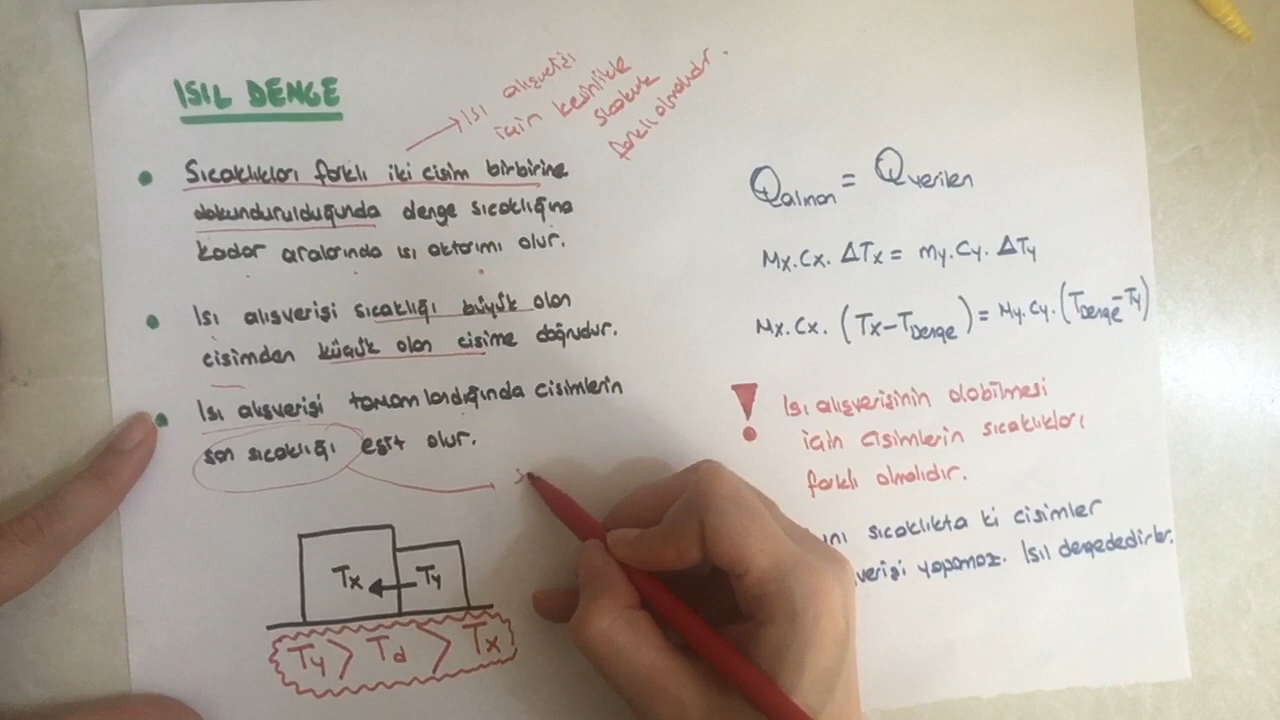 ISIL DENGE
Isı alışverişi
için kesinlikle
sıcaklık
farklı olmalıdır.
Sıcaklıkları farklı iki cisim birbirine
dokundurulduğunda denge sıcaklığına
kadar aralarında ısı aktarımı olur.
Isı alışverişi sıcaklığı büyük olan
cisimden küçük olan cisime doğrudur.
Isı alışverişi tamamlandığında cisimlerin
son sıcaklığı eşit olur.
s
Tx ← Ty
Ty > Td > Tx
Qalınan = Qverilen
Mx.Cx. ΔTx = my.Cy. ΔTy
Mx.Cx. (Tx-TDenge) = My.Cy. (TDenge-Ty)
! Isı alışverişinin olabilmesi
için cisimlerin sıcaklıkları
farklı olmalıdır.
ını sıcaklıkta ki cisimler
verişi yapamaz. Isıl dengededirler.